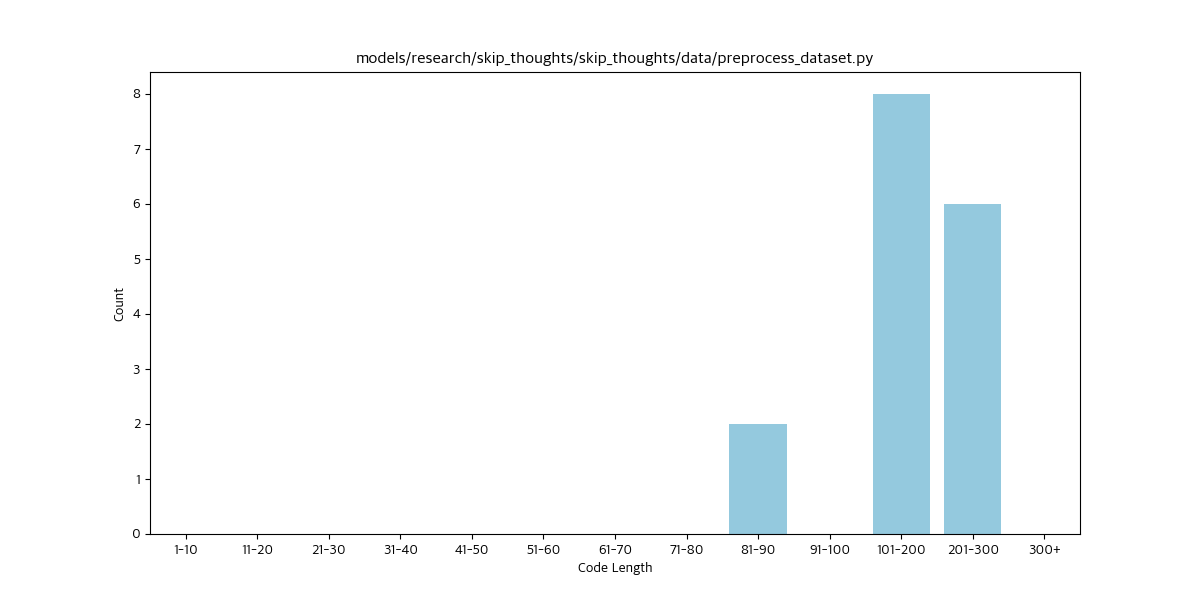 models/research/skip_thoughts/skip_thoughts/data/preprocess_dataset.py
8
7
6
5
4
3
2
1
0
Count
1-10 11-20 21-30 31-40 41-50 51-60 61-70 71-80 81-90 91-100 101-200 201-300 300+
Code Length